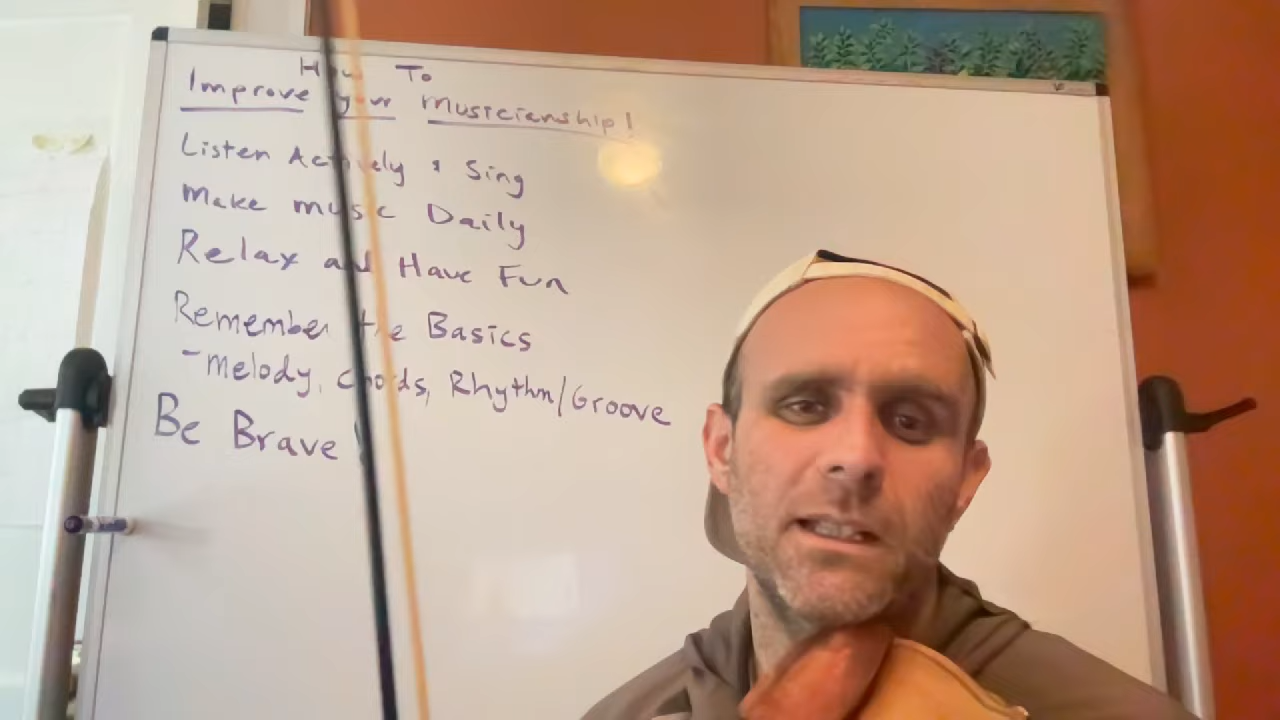 How To
Improve your Musicianship!
Listen Actively & Sing
Make music Daily
Relax and Have Fun
Remember the Basics
- Melody, Chords, Rhythm/Groove
Be Brave!